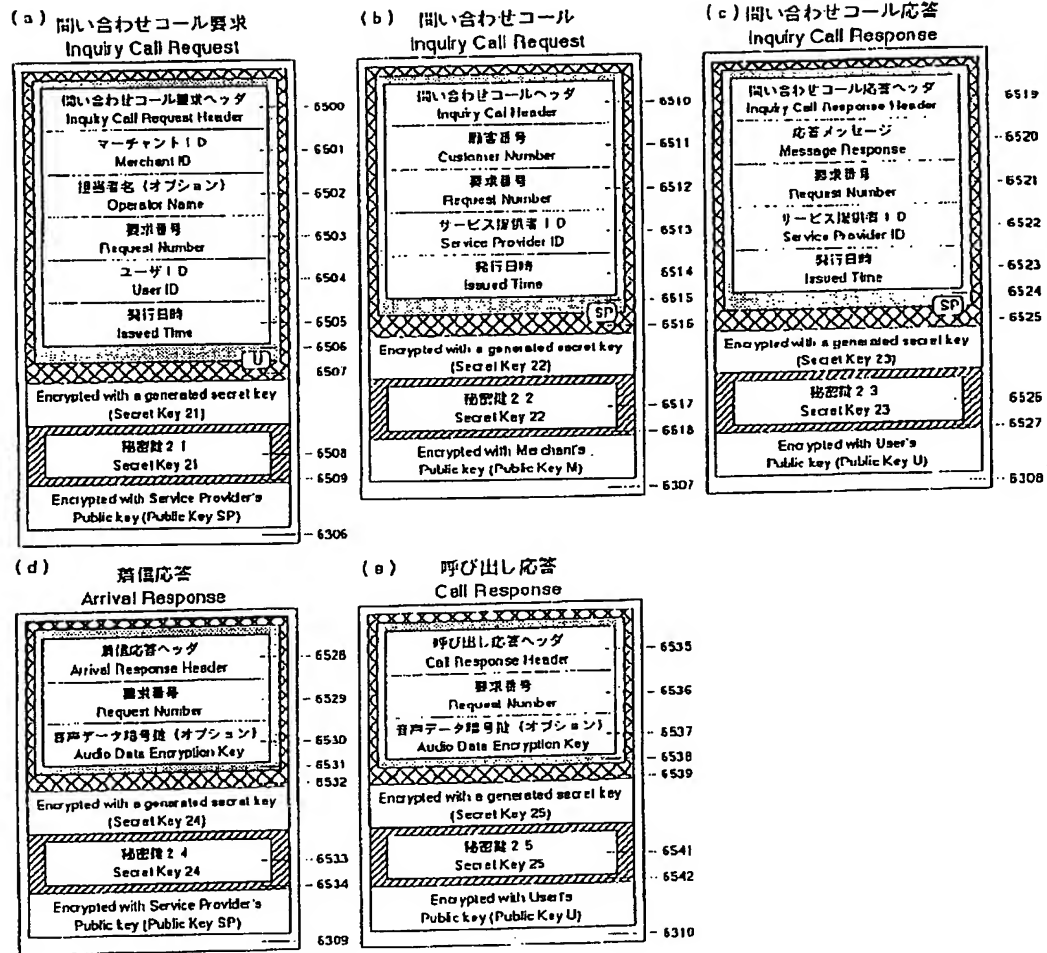 (a) 問い合わせコール要求
Inquiry Call Request
問い合わせコール要求ヘッダ
Inquiry Call Request Header
6500
マーチャントID
Merchant ID
6501
担当者名 (オプション)
Operator Name
6502
要求番号
Request Number
6503
ユーザID
User ID
6504
発行日時
Issued Time
6505
6506
U
6507
Encrypted with a generated secret key
(Secret Key 21)
秘密鍵21
Secret Key 21
6508
6509
Encrypted with Service Provider's
Public key (Public Key SP)
6306
(b) 問い合わせコール
Inquiry Call Request
問い合わせコールヘッダ
Inquiry Call Header
6510
顧客番号
Customer Number
6511
要求番号
Request Number
6512
サービス提供者ID
Service Provider ID
6513
発行日時
Issued Time
6514
6515
SP
6516
Encrypted with a generated secret key
(Secret Key 22)
秘密鍵22
Secret Key 22
6517
6518
Encrypted with Merchant's
Public key (Public Key M)
6307
(c) 問い合わせコール応答
Inquiry Call Response
問い合わせコール応答ヘッダ
Inquiry Call Response Header
6519
応答メッセージ
Message Response
6520
要求番号
Request Number
6521
サービス提供者ID
Service Provider ID
6522
発行日時
Issued Time
6523
6524
SP
6525
Encrypted with a generated secret key
(Secret Key 23)
秘密鍵23
Secret Key 23
6526
6527
Encrypted with User's
Public key (Public Key U)
6308
(d) 着信応答
Arrival Response
着信応答ヘッダ
Arrival Response Header
6528
要求番号
Request Number
6529
音声データ暗号鍵 (オプション)
Audio Data Encryption Key
6530
6531
6532
Encrypted with a generated secret key
(Secret Key 24)
秘密鍵24
Secret Key 24
6533
6534
Encrypted with Service Provider's
Public key (Public Key SP)
6309
(e) 呼び出し応答
Call Response
呼び出し応答ヘッダ
Call Response Header
6535
要求番号
Request Number
6536
音声データ暗号鍵 (オプション)
Audio Data Encryption Key
6537
6538
6539
Encrypted with a generated secret key
(Secret Key 25)
秘密鍵25
Secret Key 25
6541
6542
Encrypted with User's
Public key (Public Key U)
6310